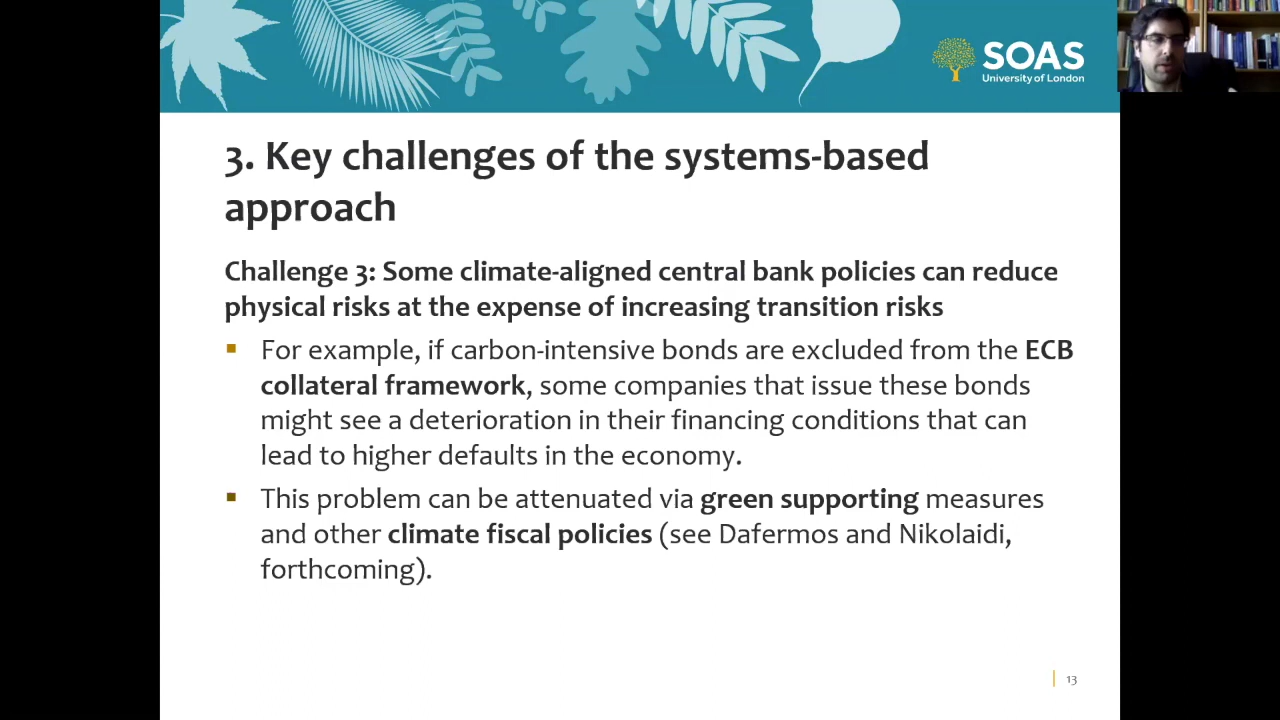 SOAS
University of London
3. Key challenges of the systems-based
approach
Challenge 3: Some climate-aligned central bank policies can reduce
physical risks at the expense of increasing transition risks
▪ For example, if carbon-intensive bonds are excluded from the ECB
collateral framework, some companies that issue these bonds
might see a deterioration in their financing conditions that can
lead to higher defaults in the economy.
▪ This problem can be attenuated via green supporting measures
and other climate fiscal policies (see Dafermos and Nikolaidi,
forthcoming).
13